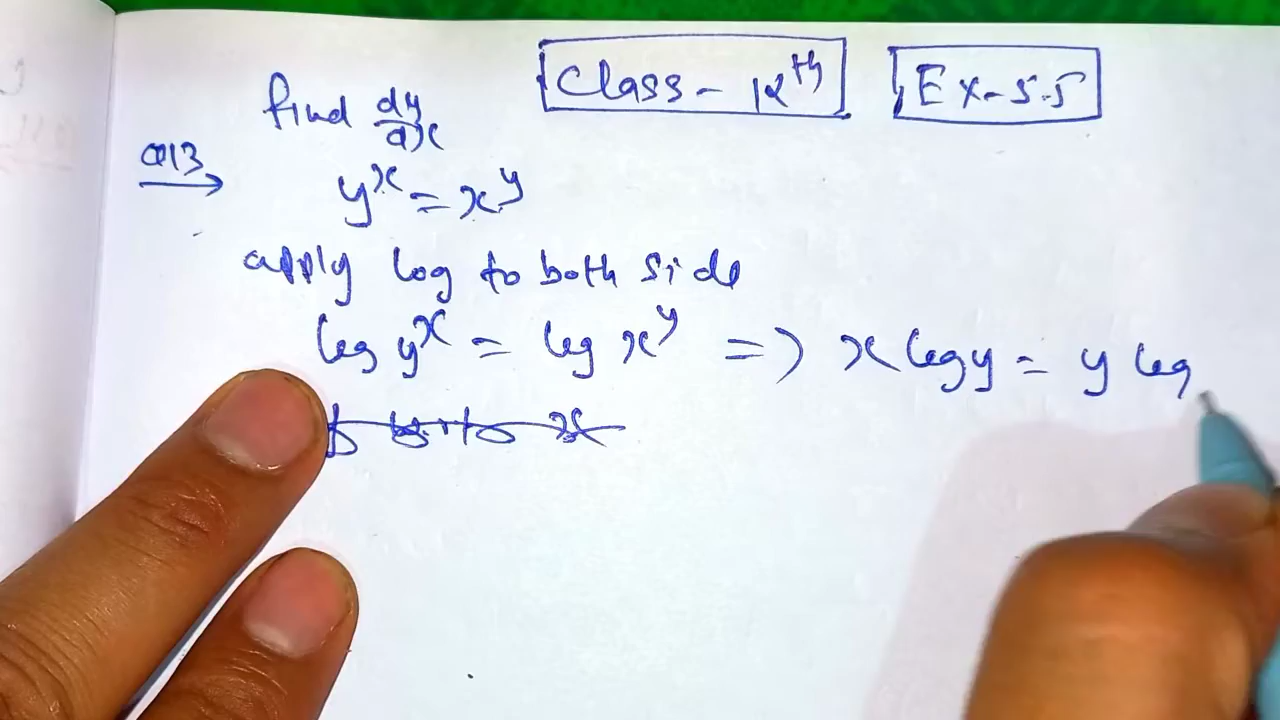 Class - 12th Ex-5.5
find dy/dx
Q13
y^x = x^y
apply log to both side
log y^x = log x^y => x log y = y log